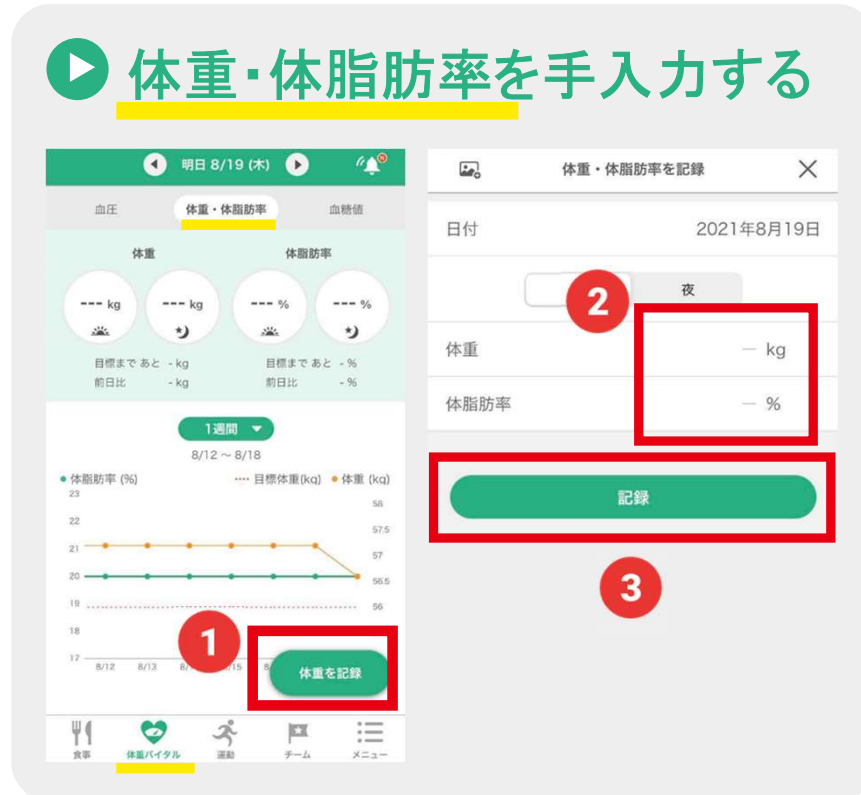 体重・体脂肪率を手入力する
明日 8/19 (木)
血圧
体重・体脂肪率
血糖値
体重
体脂肪率
--- kg
--- kg
--- %
--- %
目標まで あと - kg
前日比 - kg
目標まで あと - %
前日比 - %
1週間
8/12 ~ 8/18
体脂肪率 (%)
目標体重(kg)
体重 (kg)
23
22
21
20
19
18
17
58
57.5
57
56.5
56
8/12
8/13
1
体重を記録
食事
体重バイタル
運動
チーム
メニュー
体重・体脂肪率を記録
日付
2021年8月19日
2
夜
体重
— kg
体脂肪率
— %
記録
3